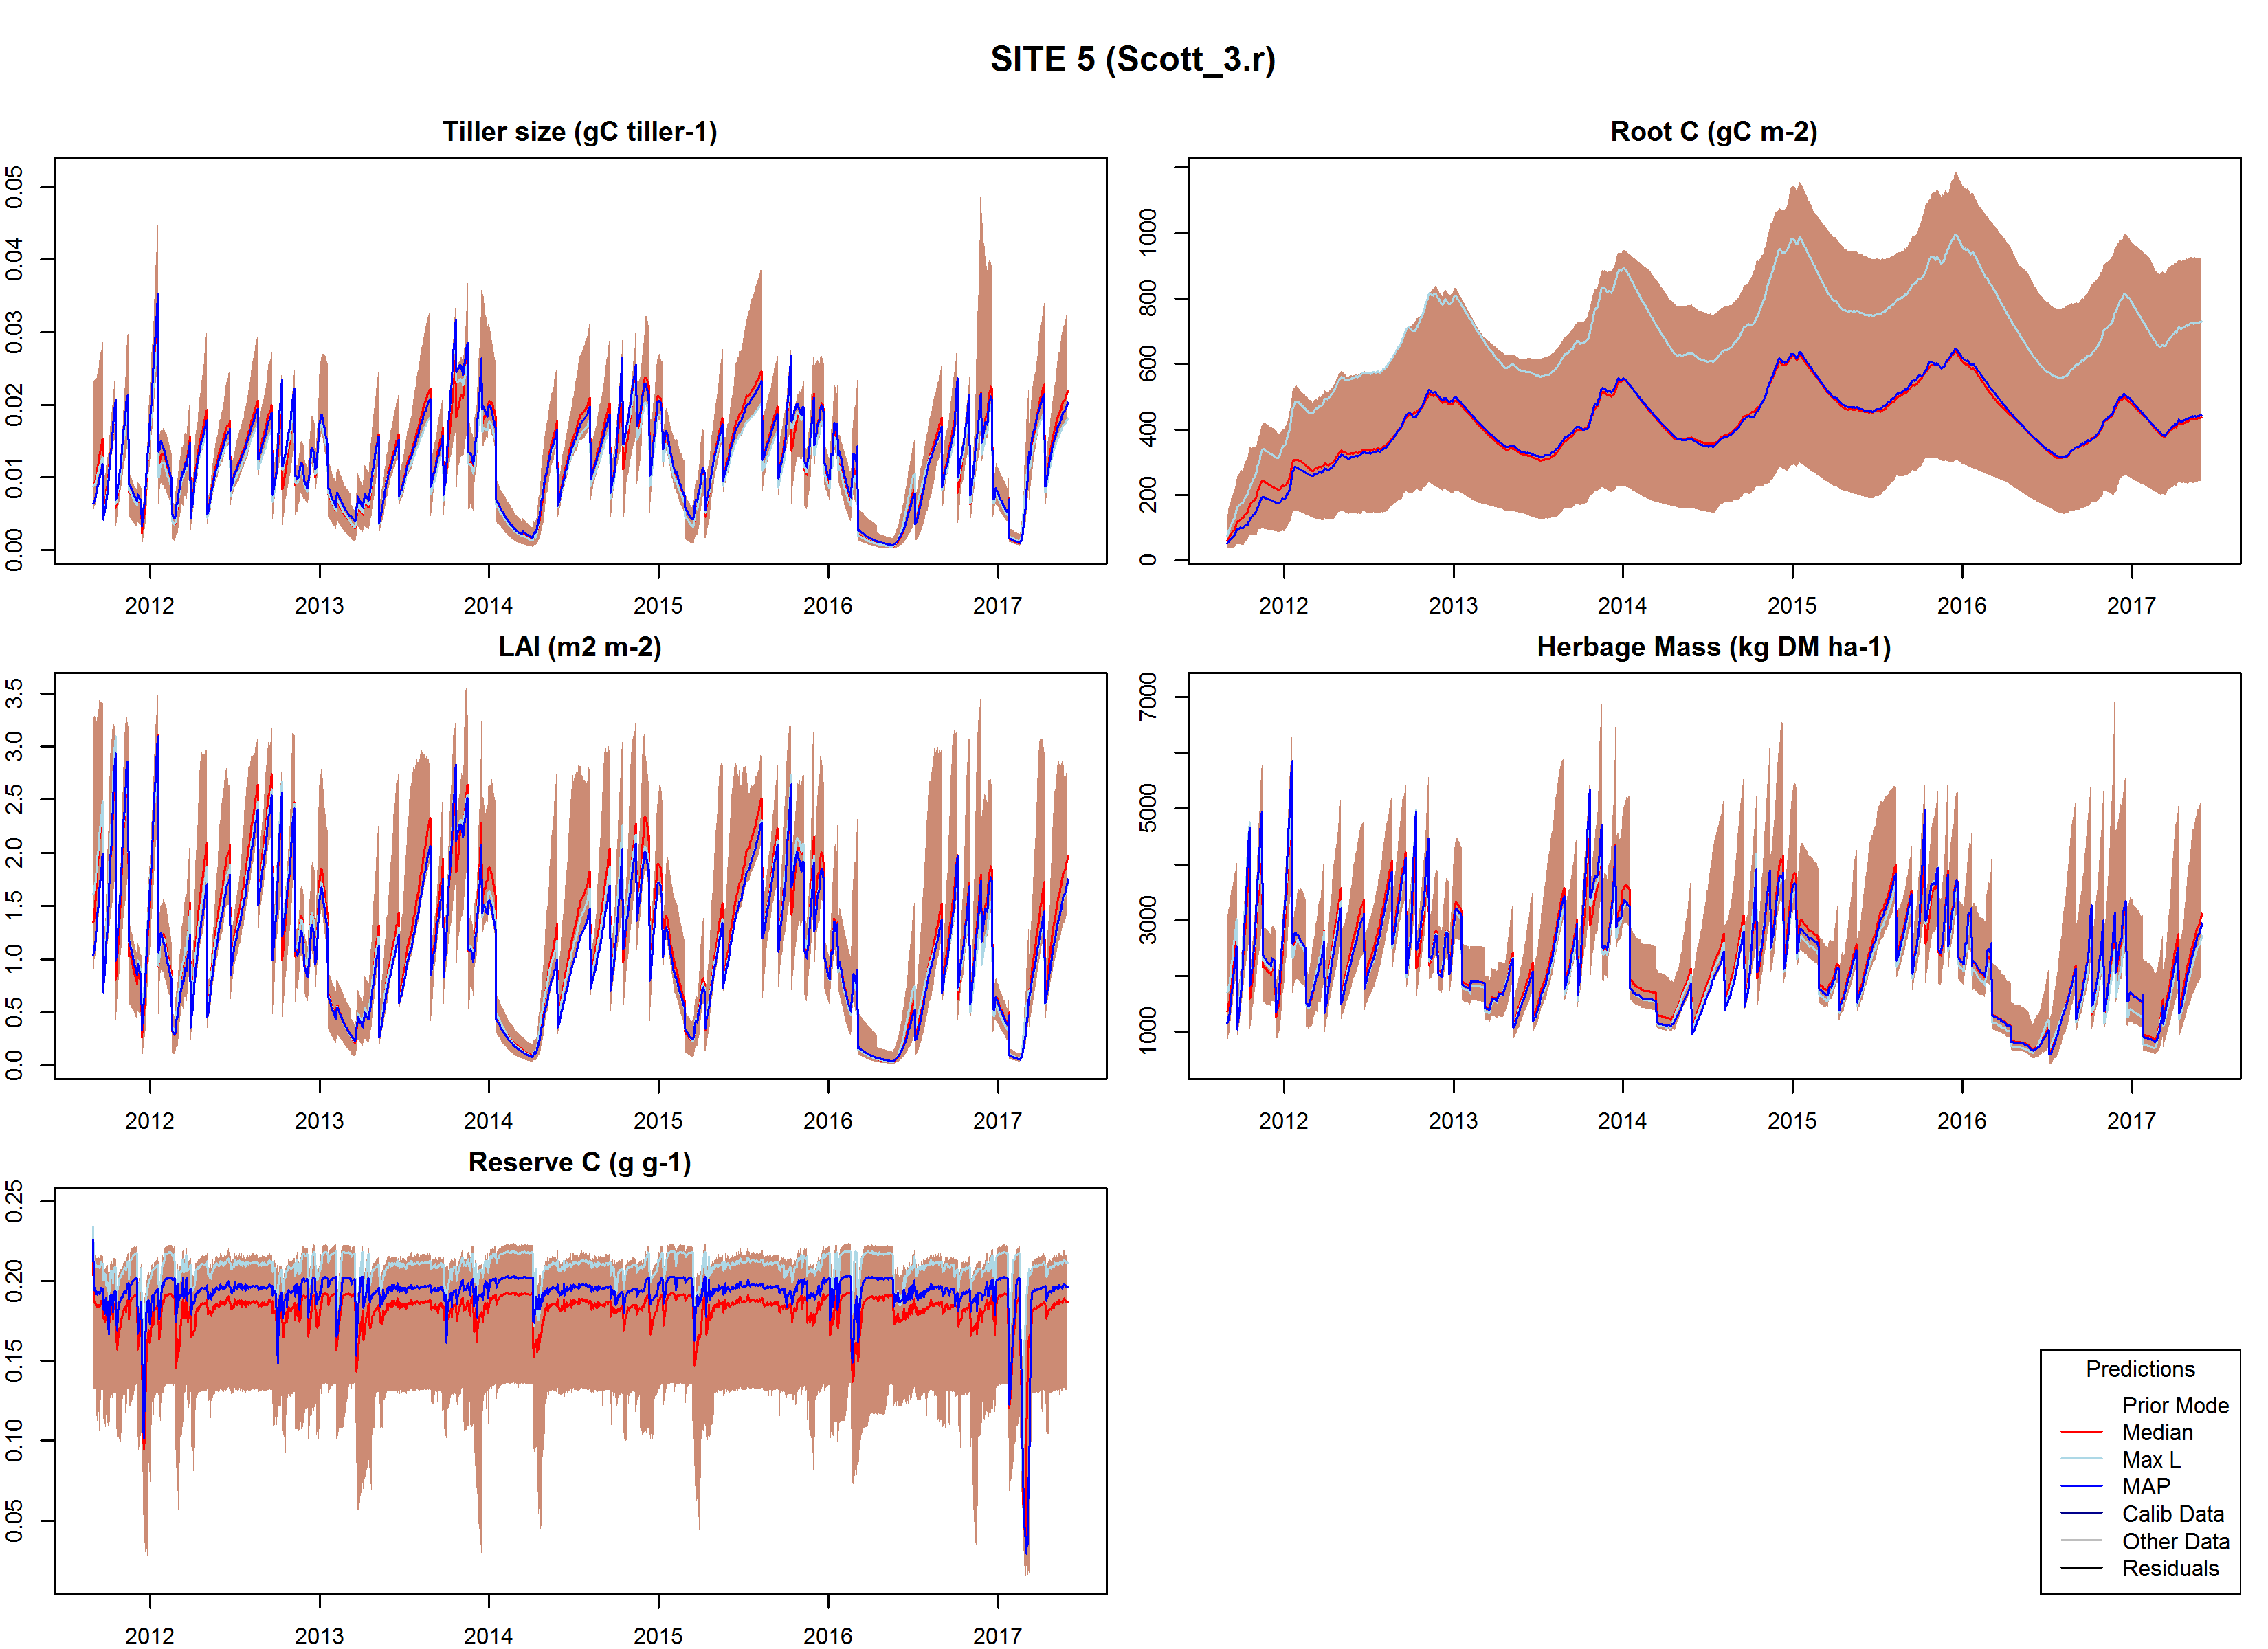 SITE 5 (Scott_3.r)
Tiller size (gC tiller-1)
0.00 0.01 0.02 0.03 0.04 0.05
2012 2013 2014 2015 2016 2017
Root C (gC m-2)
0 200 400 600 800 1000
2012 2013 2014 2015 2016 2017
LAI (m2 m-2)
0.0 0.5 1.0 1.5 2.0 2.5 3.0 3.5
2012 2013 2014 2015 2016 2017
Herbage Mass (kg DM ha-1)
1000 3000 5000 7000
2012 2013 2014 2015 2016 2017
Reserve C (g g-1)
0.05 0.10 0.15 0.20 0.25
2012 2013 2014 2015 2016 2017
Predictions
Prior Mode
Median
Max L
MAP
Calib Data
Other Data
Residuals